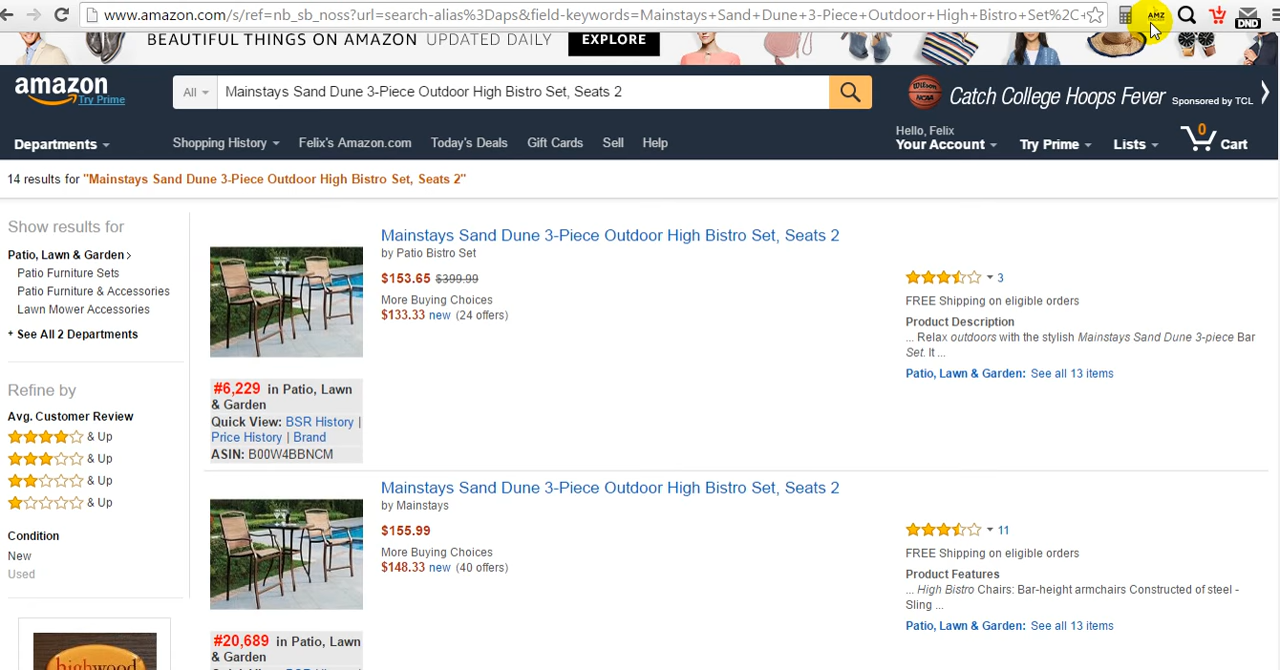 www.amazon.com/s/ref=nb_sb_noss?url=search-alias%3Daps&field-keywords=Mainstays+Sand+Dune+3-Piece+Outdoor+High+Bistro+Set%2C+
AMZ
DND
BEAUTIFUL THINGS ON AMAZON UPDATED DAILY EXPLORE
amazon
Try Prime
All
Mainstays Sand Dune 3-Piece Outdoor High Bistro Set, Seats 2
WILSON NCAA Catch College Hoops Fever Sponsored by TCL
Departments
Shopping History Felix's Amazon.com Today's Deals Gift Cards Sell Help
Hello, Felix
Your Account Try Prime Lists 0 Cart
14 results for "Mainstays Sand Dune 3-Piece Outdoor High Bistro Set, Seats 2"
Show results for
Patio, Lawn & Garden ›
Patio Furniture Sets
Patio Furniture & Accessories
Lawn Mower Accessories
+ See All 2 Departments
Refine by
Avg. Customer Review
& Up
& Up
& Up
& Up
Condition
New
Used
highwood
Mainstays Sand Dune 3-Piece Outdoor High Bistro Set, Seats 2
by Patio Bistro Set
$153.65 $399.99
More Buying Choices
$133.33 new (24 offers)
3
FREE Shipping on eligible orders
Product Description
... Relax outdoors with the stylish Mainstays Sand Dune 3-piece Bar
Set. It ...
Patio, Lawn & Garden: See all 13 items
#6,229 in Patio, Lawn
& Garden
Quick View: BSR History |
Price History | Brand
ASIN: B00W4BBNCM
Mainstays Sand Dune 3-Piece Outdoor High Bistro Set, Seats 2
by Mainstays
$155.99
More Buying Choices
$148.33 new (40 offers)
11
FREE Shipping on eligible orders
Product Features
... High Bistro Chairs: Bar-height armchairs Constructed of steel -
Sling ...
Patio, Lawn & Garden: See all 13 items
#20,689 in Patio, Lawn
& Garden